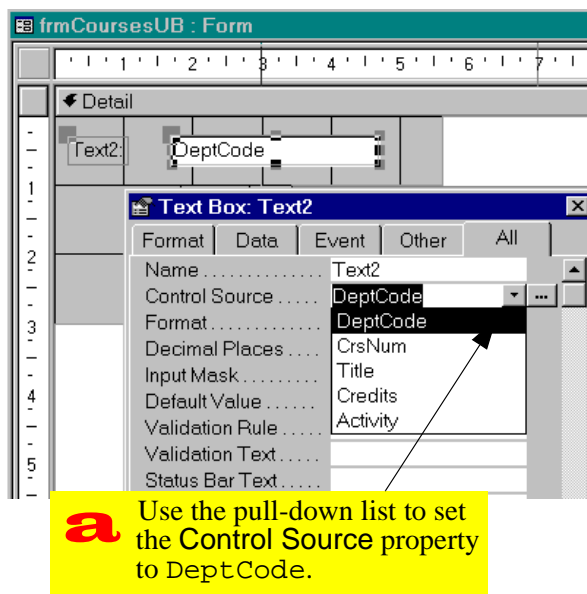 frmCoursesUB : Form
1 2 3 4 5 6 7
Detail
Text2: DeptCode
1
2
3
4
5
Text Box: Text2
Format Data Event Other All
Name . . . . . . . . . . . . . . Text2
Control Source . . . . . DeptCode
Format . . . . . . . . . . . . . DeptCode
Decimal Places . . . . CrsNum
Input Mask . . . . . . . . . Title
Default Value . . . . . . Credits
Validation Rule . . . . . Activity
Validation Text . . . . .
Status Bar Text . . . . .
a Use the pull-down list to set
the Control Source property
to DeptCode.